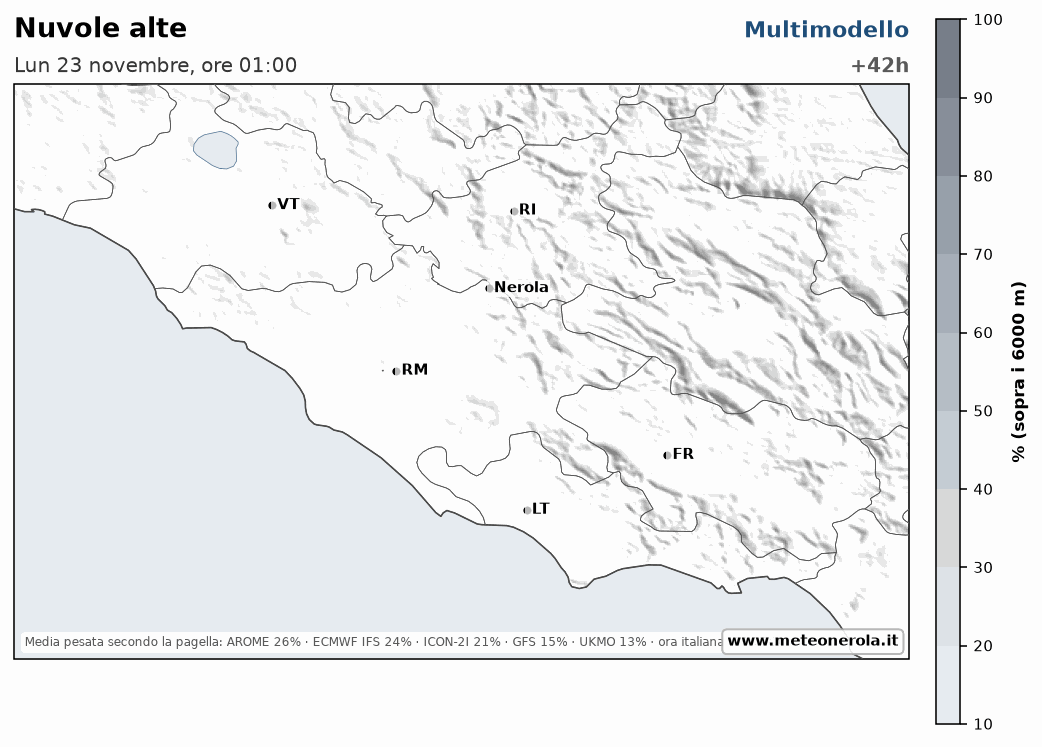 Nuvole alte
Multimodello
Lun 23 novembre, ore 01:00
+42h
VT
RI
Nerola
RM
FR
LT
Media pesata secondo la pagella: AROME 26% · ECMWF IFS 24% · ICON-2I 21% · GFS 15% · UKMO 13% · ora italiana
www.meteonerola.it
100
90
80
70
60
50
40
30
20
10
% (sopra i 6000 m)